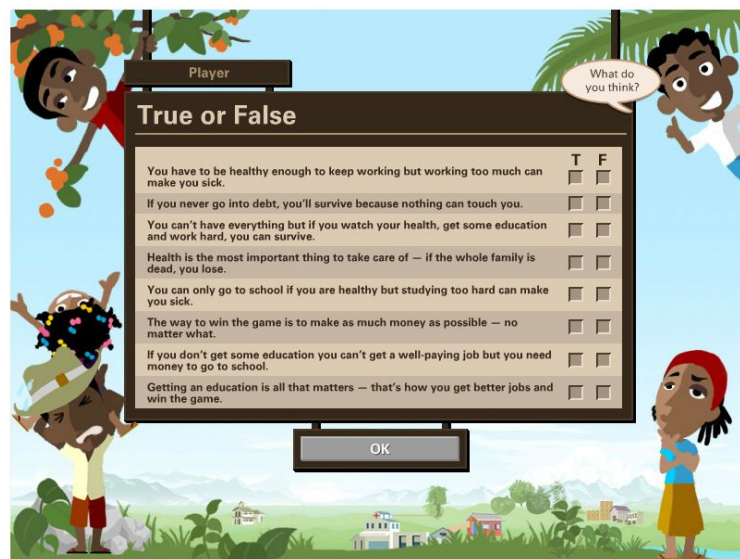 Player
What do
you think?
True or False
T F
You have to be healthy enough to keep working but working too much can
make you sick.
If you never go into debt, you'll survive because nothing can touch you.
You can't have everything but if you watch your health, get some education
and work hard, you can survive.
Health is the most important thing to take care of — if the whole family is
dead, you lose.
You can only go to school if you are healthy but studying too hard can make
you sick.
The way to win the game is to make as much money as possible — no
matter what.
If you don't get some education you can't get a well-paying job but you need
money to go to school.
Getting an education is all that matters — that's how you get better jobs and
win the game.
OK